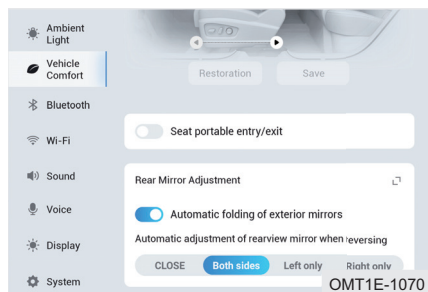 Ambient
Light
Vehicle
Comfort
Bluetooth
Wi-Fi
Sound
Voice
Display
System
Restoration
Save
Seat portable entry/exit
Rear Mirror Adjustment
Automatic folding of exterior mirrors
Automatic adjustment of rearview mirror when reversing
CLOSE Both sides Left only Right only
OMT1E-1070